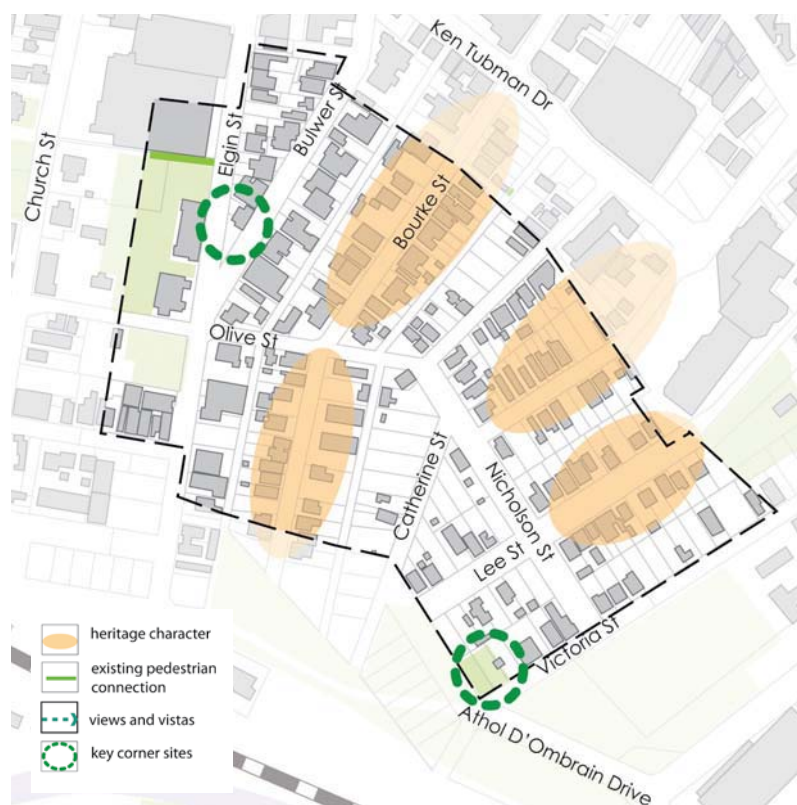 Ken Tubman Dr
Church St
Elgin St
Bulwer St
Bourke St
Olive St
Catherine St
Nicholson St
Lee St
Victoria St
Athol D'Ombrain Drive
heritage character
existing pedestrian
connection
views and vistas
key corner sites